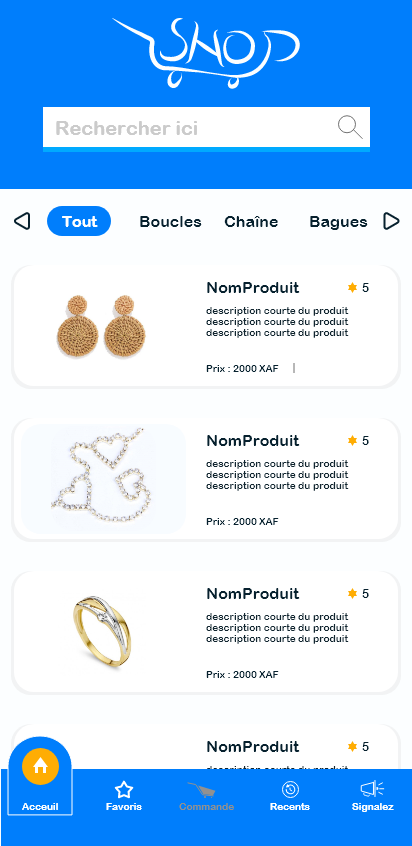 SHOP
Rechercher ici
Tout Boucles Chaîne Bagues
NomProduit 5
description courte du produit
description courte du produit
description courte du produit
Prix : 2000 XAF
NomProduit 5
description courte du produit
description courte du produit
description courte du produit
Prix : 2000 XAF
NomProduit 5
description courte du produit
description courte du produit
description courte du produit
Prix : 2000 XAF
NomProduit 5
description courte du produit
Acceuil Favoris Commande Recents Signalez